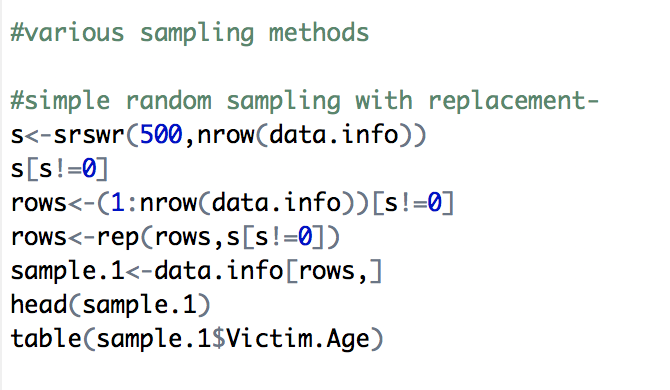 #various sampling methods
#simple random sampling with replacement-
s<-srswr(500,nrow(data.info))
s[s!=0]
rows<-(1:nrow(data.info))[s!=0]
rows<-rep(rows,s[s!=0])
sample.1<-data.info[rows,]
head(sample.1)
table(sample.1$Victim.Age)